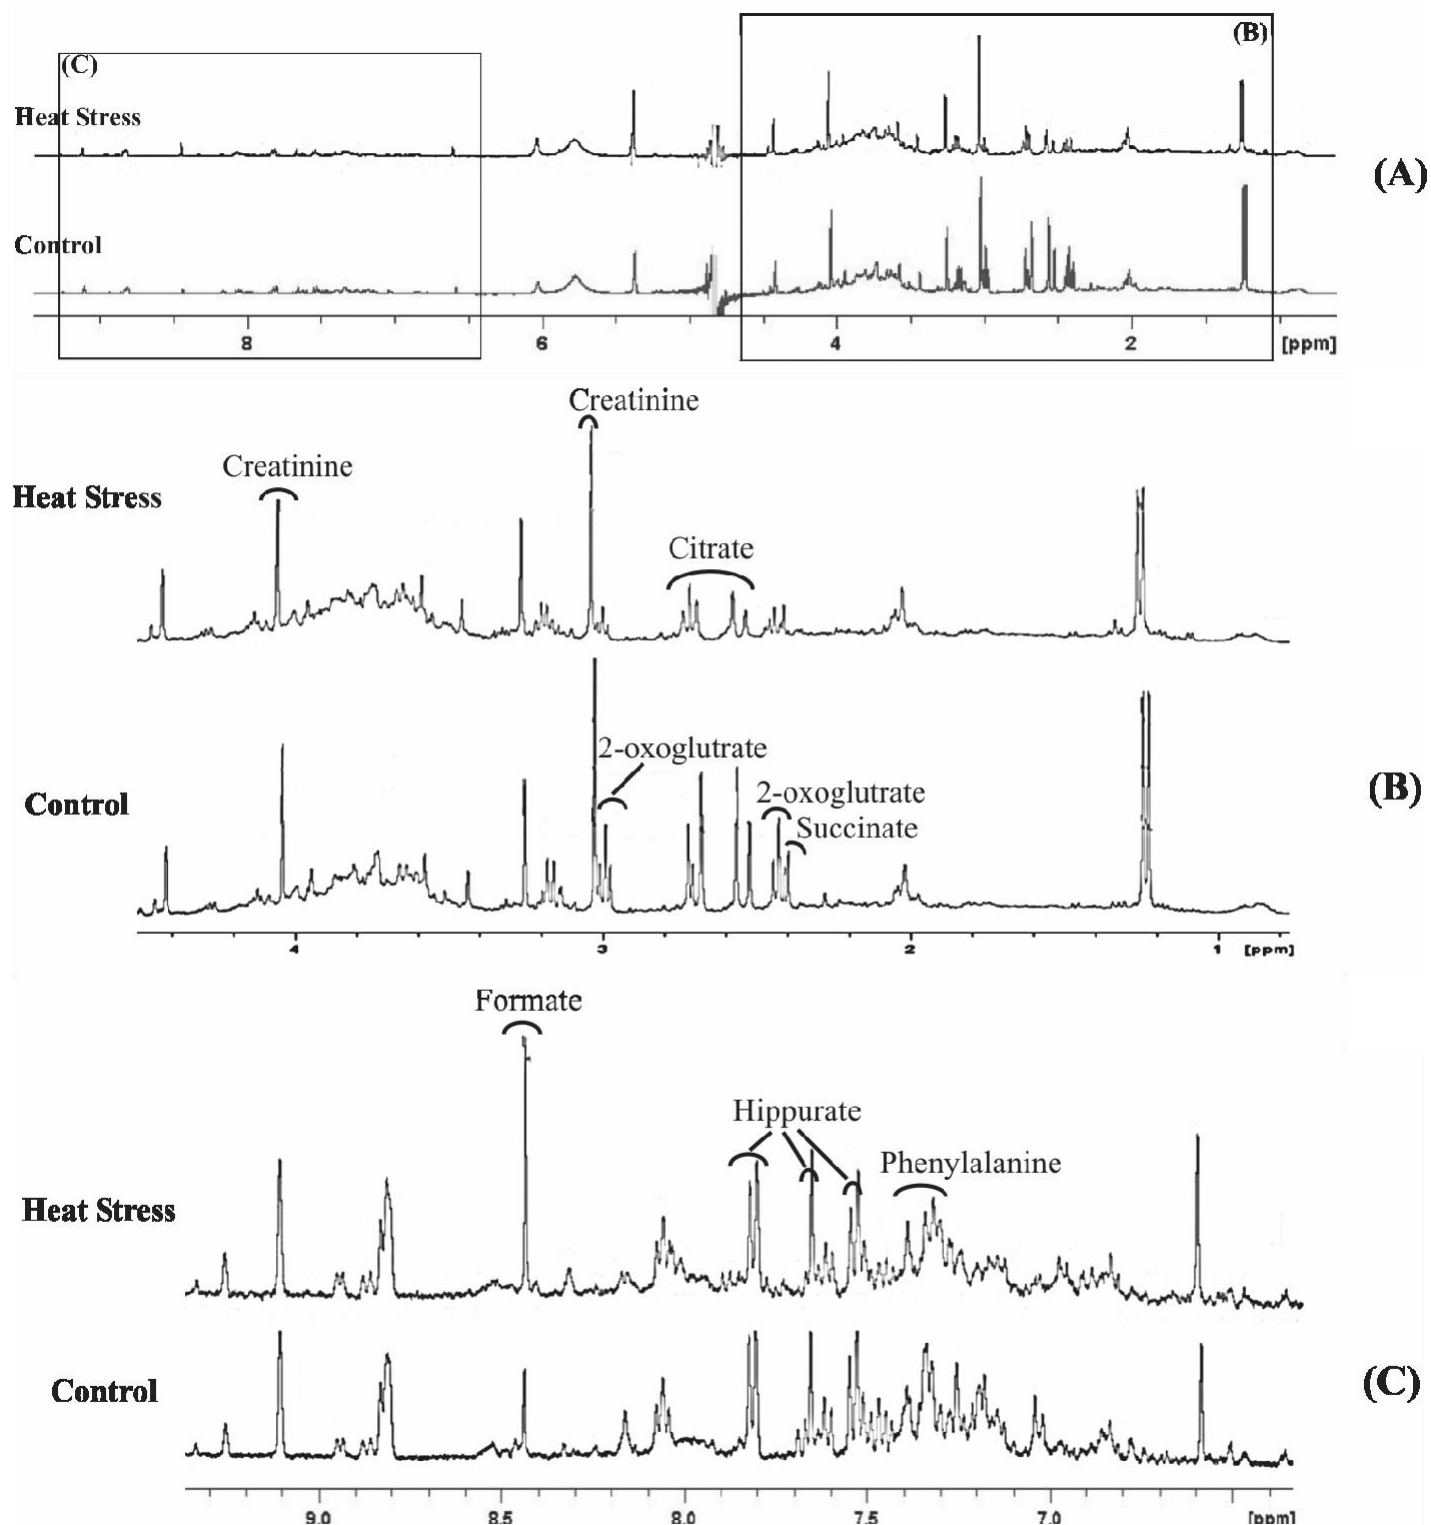 (B)
(C)
Heat Stress
(A)
Control
8 6 4 2 [ppm]
Creatinine
Creatinine
Heat Stress
Citrate
2-oxoglutrate
2-oxoglutrate
Control
(B)
Succinate
4 3 2 1 [ppm]
Formate
Hippurate
Phenylalanine
Heat Stress
Control
(C)
9.0 8.5 8.0 7.5 7.0 [ppm]